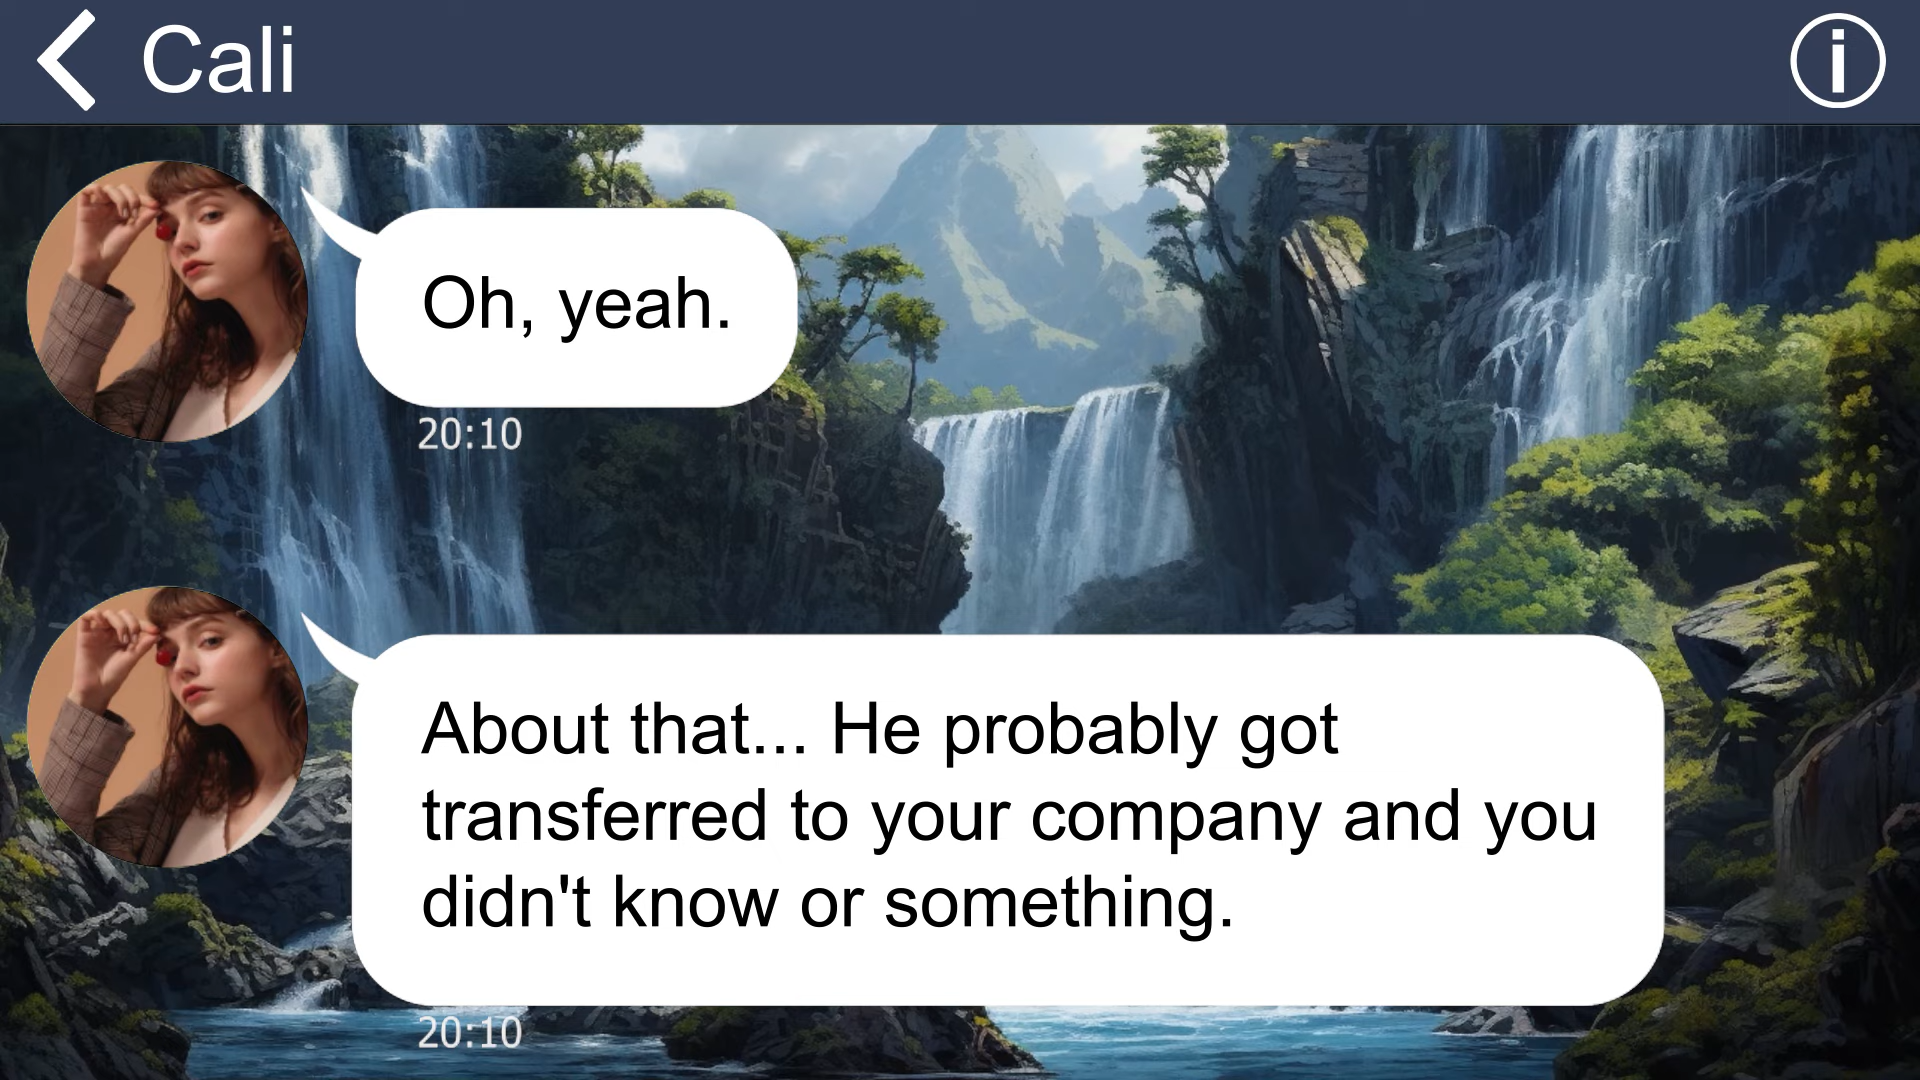 Cali
Oh, yeah.
20:10
About that... He probably got
transferred to your company and you
didn't know or something.
20:10